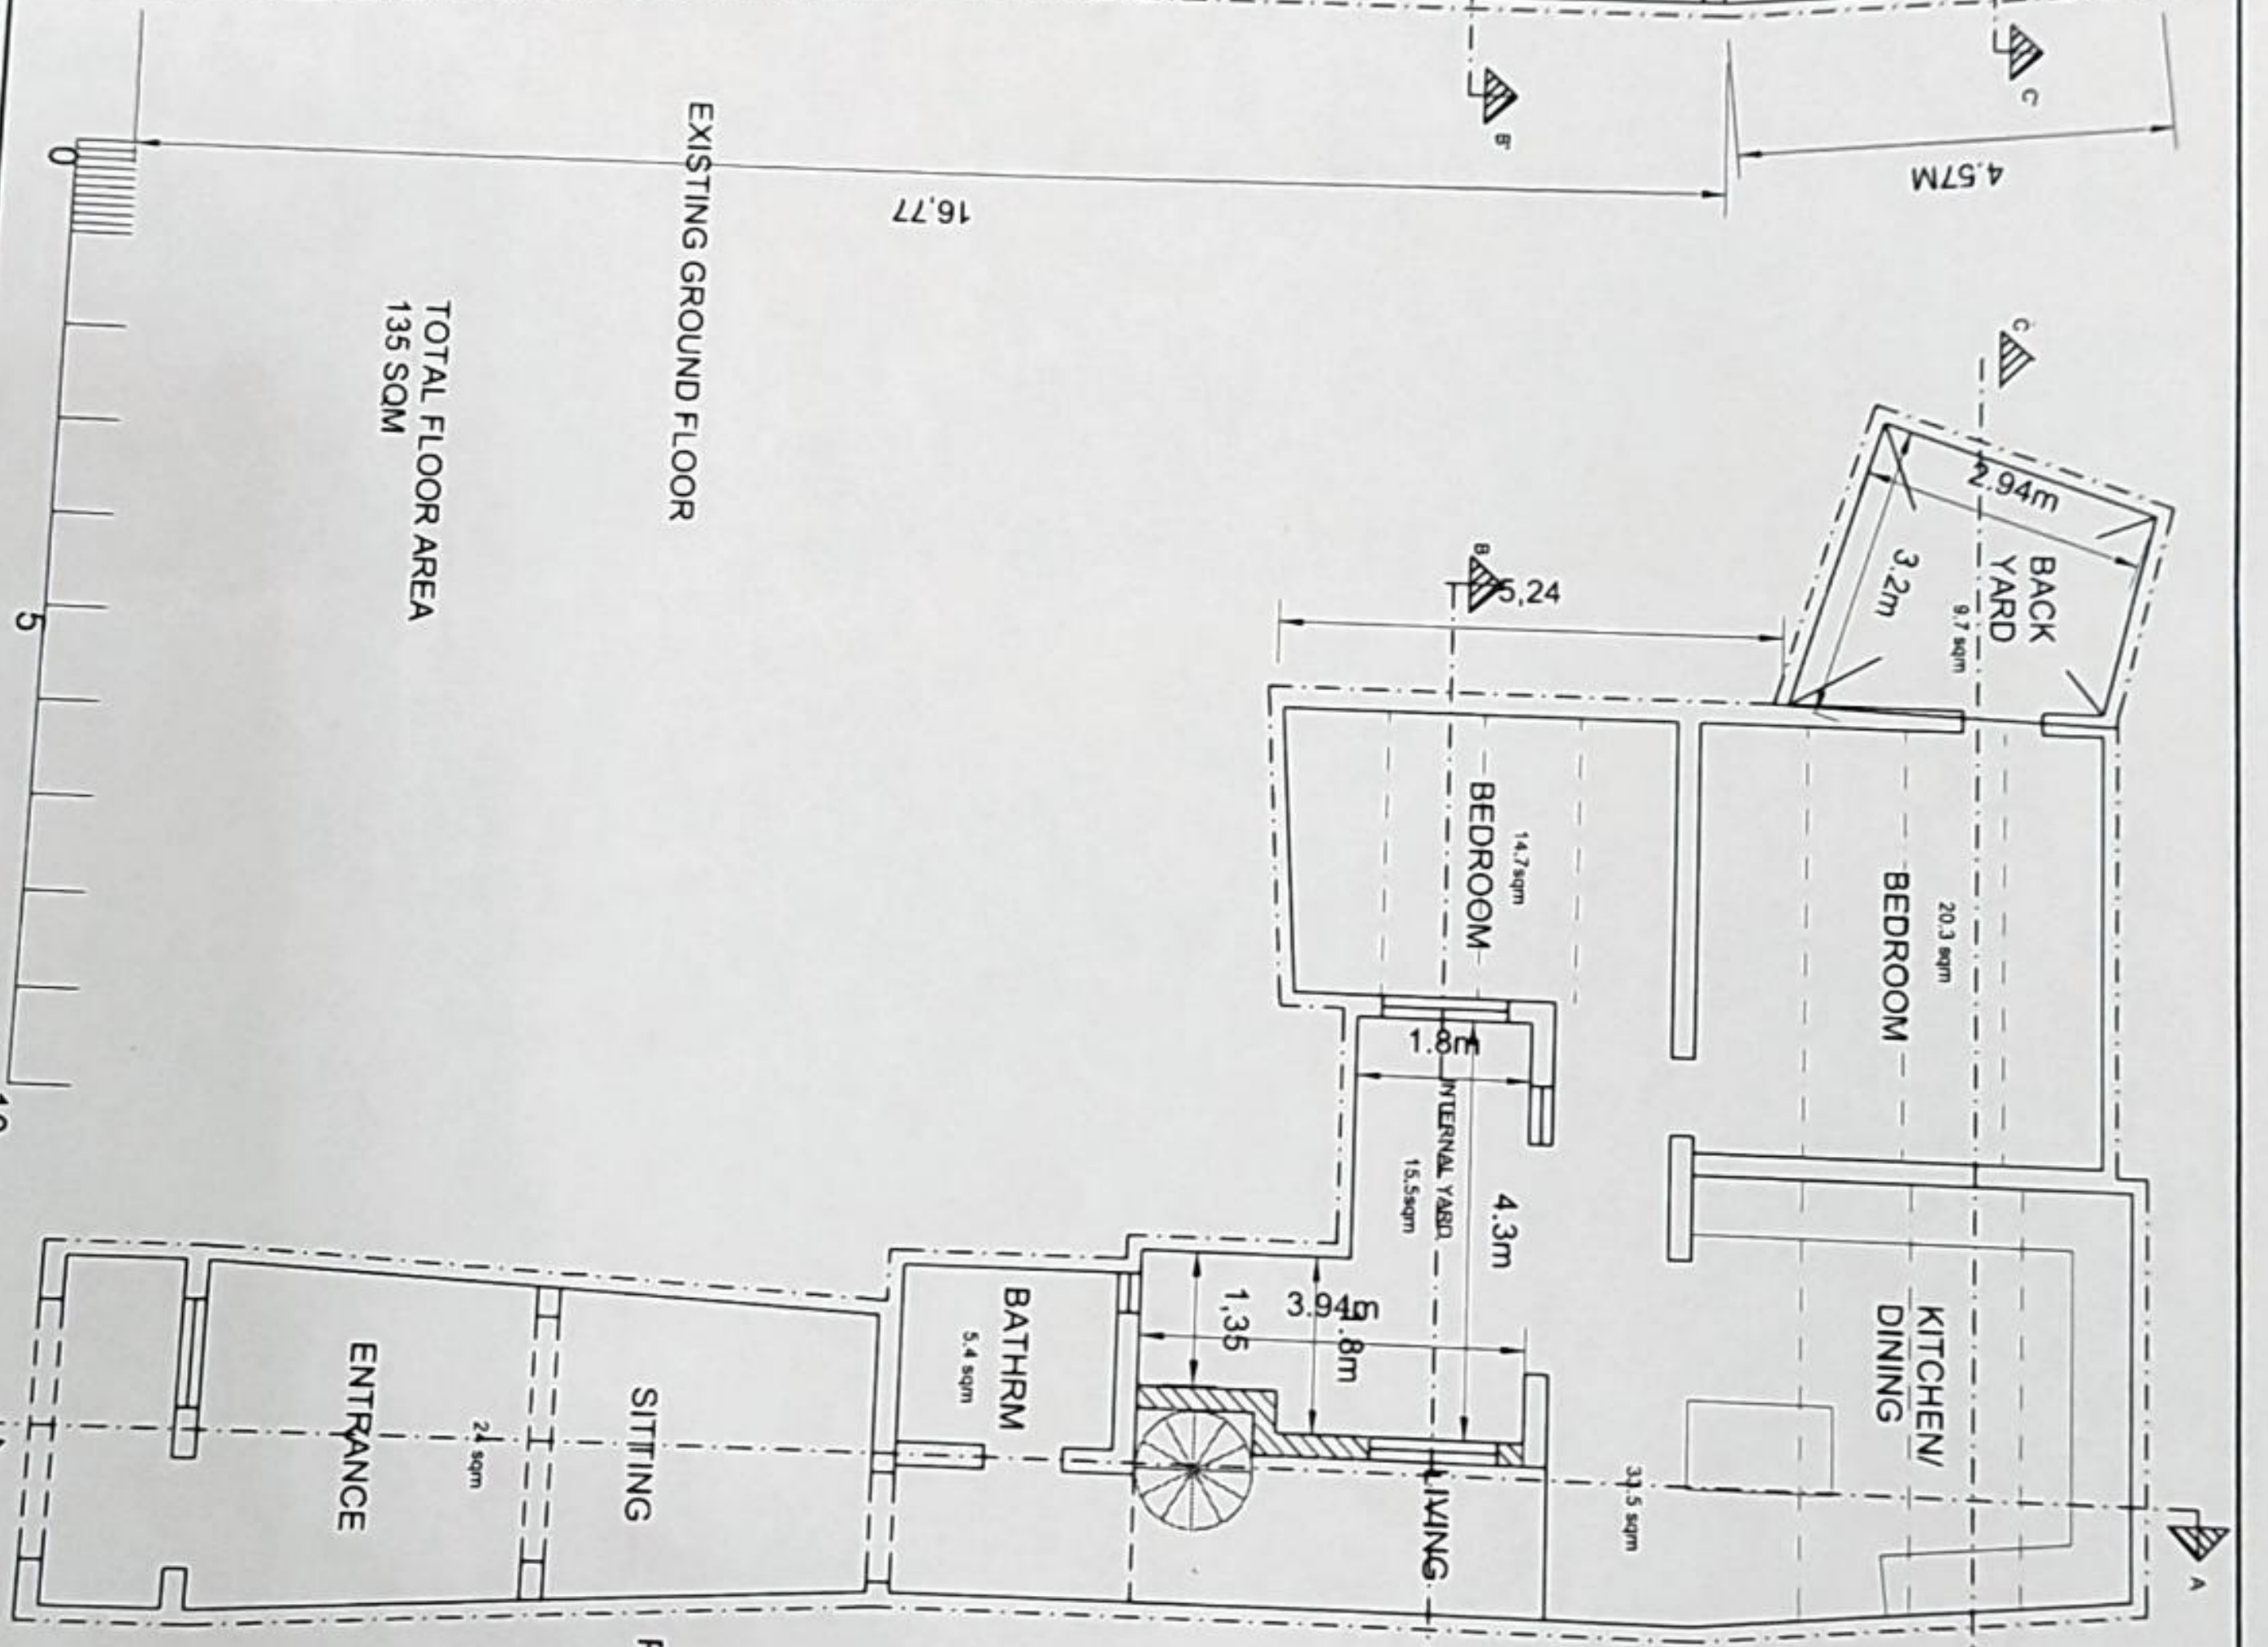 EXISTING GROUND FLOOR
TOTAL FLOOR AREA
135 SQM
0
5
10
16,77
4.57M
B'
C'
C
B
5,24
BACK
YARD
9.7 sqm
2.94m
3.2m
BEDROOM
14.7sqm
BEDROOM
20.3 sqm
1.8m
INTERNAL YARD
15.5sqm
4.3m
3.94m
1.8m
1,35
KITCHEN/
DINING
33.5 sqm
LIVING
BATHRM
5.4 sqm
SITTING
24 sqm
ENTRANCE
A